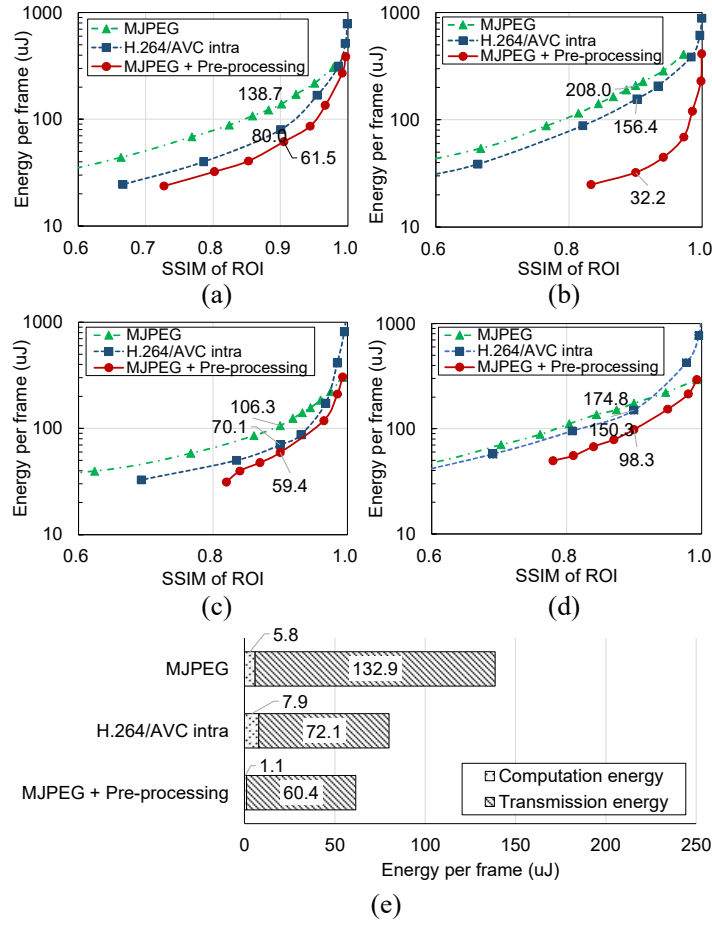 1000
100
10
Energy per frame (uJ)
MJPEG
H.264/AVC intra
MJPEG + Pre-processing
138.7
80.0
61.5
0.6 0.7 0.8 0.9 1.0
SSIM of ROI
(a)
1000
100
10
Energy per frame (uJ)
MJPEG
H.264/AVC intra
MJPEG + Pre-processing
208.0
156.4
32.2
0.6 0.8 1.0
SSIM of ROI
(b)
1000
100
10
Energy per frame (uJ)
MJPEG
H.264/AVC intra
MJPEG + Pre-processing
106.3
70.1
59.4
0.6 0.8 1.0
SSIM of ROI
(c)
1000
100
10
Energy per frame (uJ)
MJPEG
H.264/AVC intra
MJPEG + Pre-processing
174.8
150.3
98.3
0.6 0.8 1.0
SSIM of ROI
(d)
5.8
MJPEG 132.9
7.9
H.264/AVC intra 72.1
1.1
MJPEG + Pre-processing 60.4
Computation energy
Transmission energy
0 50 100 150 200 250
Energy per frame (uJ)
(e)